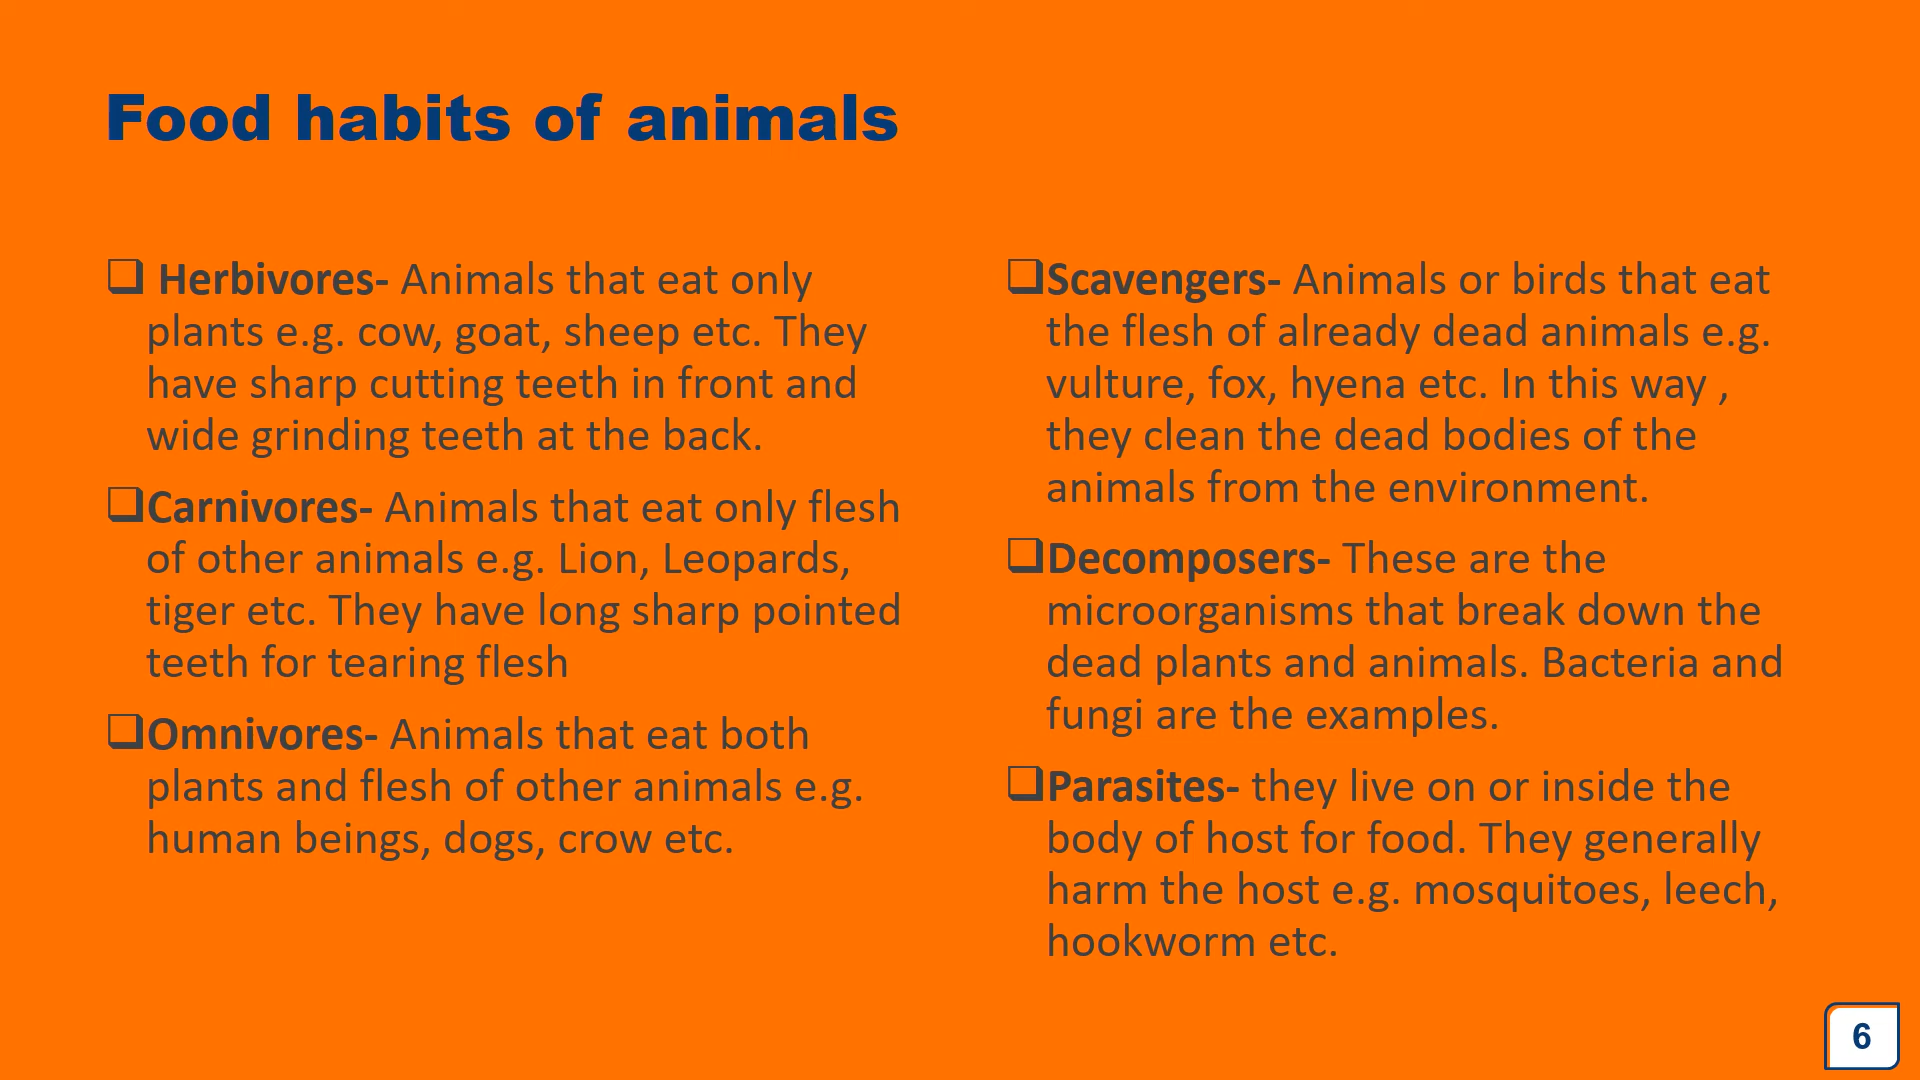 Food habits of animals
Herbivores- Animals that eat only
plants e.g. cow, goat, sheep etc. They
have sharp cutting teeth in front and
wide grinding teeth at the back.
Carnivores- Animals that eat only flesh
of other animals e.g. Lion, Leopards,
tiger etc. They have long sharp pointed
teeth for tearing flesh
Omnivores- Animals that eat both
plants and flesh of other animals e.g.
human beings, dogs, crow etc.
Scavengers- Animals or birds that eat
the flesh of already dead animals e.g.
vulture, fox, hyena etc. In this way ,
they clean the dead bodies of the
animals from the environment.
Decomposers- These are the
microorganisms that break down the
dead plants and animals. Bacteria and
fungi are the examples.
Parasites- they live on or inside the
body of host for food. They generally
harm the host e.g. mosquitoes, leech,
hookworm etc.
6